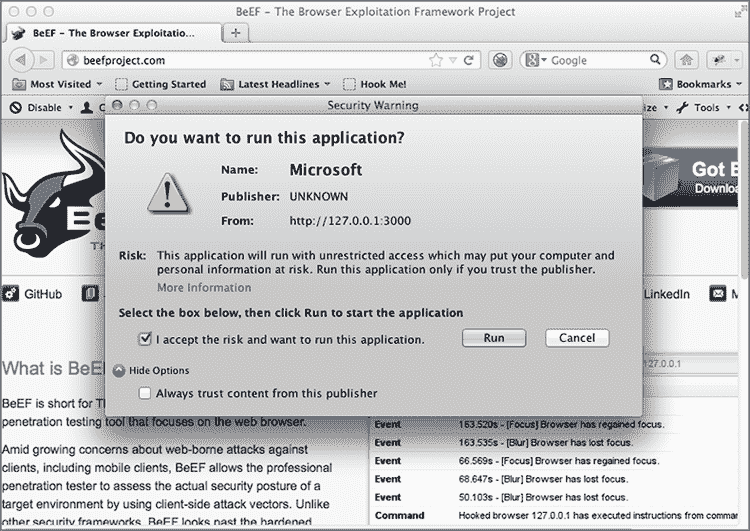 BeEF - The Browser Exploitation Framework Project
BeEF - The Browser Exploitatio...
beefproject.com
Google
Most Visited
Getting Started
Latest Headlines
Hook Me!
Bookmarks
Disable
C
ize
Tools
Security Warning
Do you want to run this application?
Name: Microsoft
Publisher: UNKNOWN
From: http://127.0.0.1:3000
Risk: This application will run with unrestricted access which may put your computer and
personal information at risk. Run this application only if you trust the publisher.
More Information
Select the box below, then click Run to start the application
I accept the risk and want to run this application.
Run
Cancel
Hide Options
Always trust content from this publisher
Be
TH
Got B
Downloa
GitHub
LinkedIn
M
What is BeEF
BeEF is short for Th
penetration testing tool that focuses on the web browser.
Amid growing concerns about web-borne attacks against
clients, including mobile clients, BeEF allows the professional
penetration tester to assess the actual security posture of a
target environment by using client-side attack vectors. Unlike
other security frameworks, BeEF looks past the hardened
127.0.0.1
Event 163.520s - [Focus] Browser has regained focus.
Event 163.535s - [Blur] Browser has lost focus.
Event 66.569s - [Focus] Browser has regained focus.
Event 68.647s - [Blur] Browser has lost focus.
Event 50.103s - [Blur] Browser has lost focus.
Command Hooked browser 127.0.0.1 has executed instructions from command